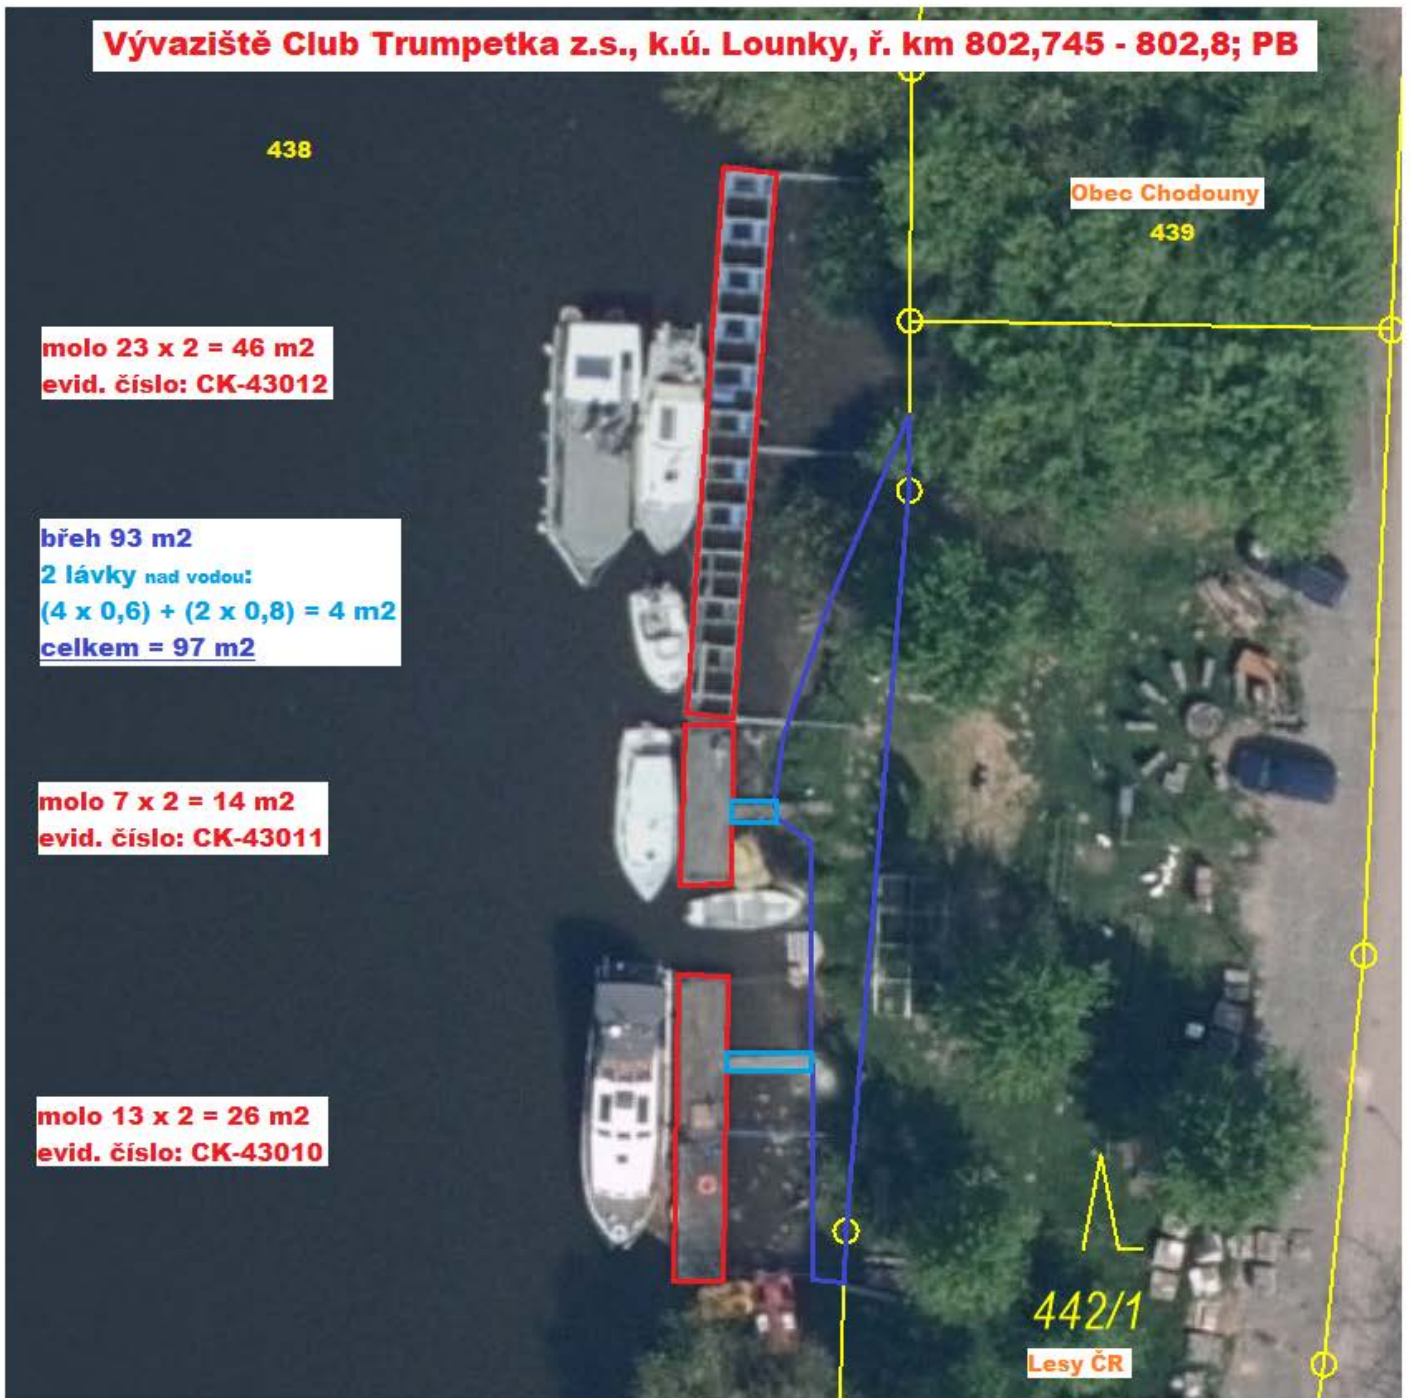 Vývaziště Club Trumpetka z.s., k.ú. Lounky, ř. km 802,745 - 802,8; PB
438
Obec Chodouny
439
molo 23 x 2 = 46 m2
evid. číslo: CK-43012
břeh 93 m2
2 lávky nad vodou:
(4 x 0,6) + (2 x 0,8) = 4 m2
celkem = 97 m2
molo 7 x 2 = 14 m2
evid. číslo: CK-43011
molo 13 x 2 = 26 m2
evid. číslo: CK-43010
442/1
Lesy ČR